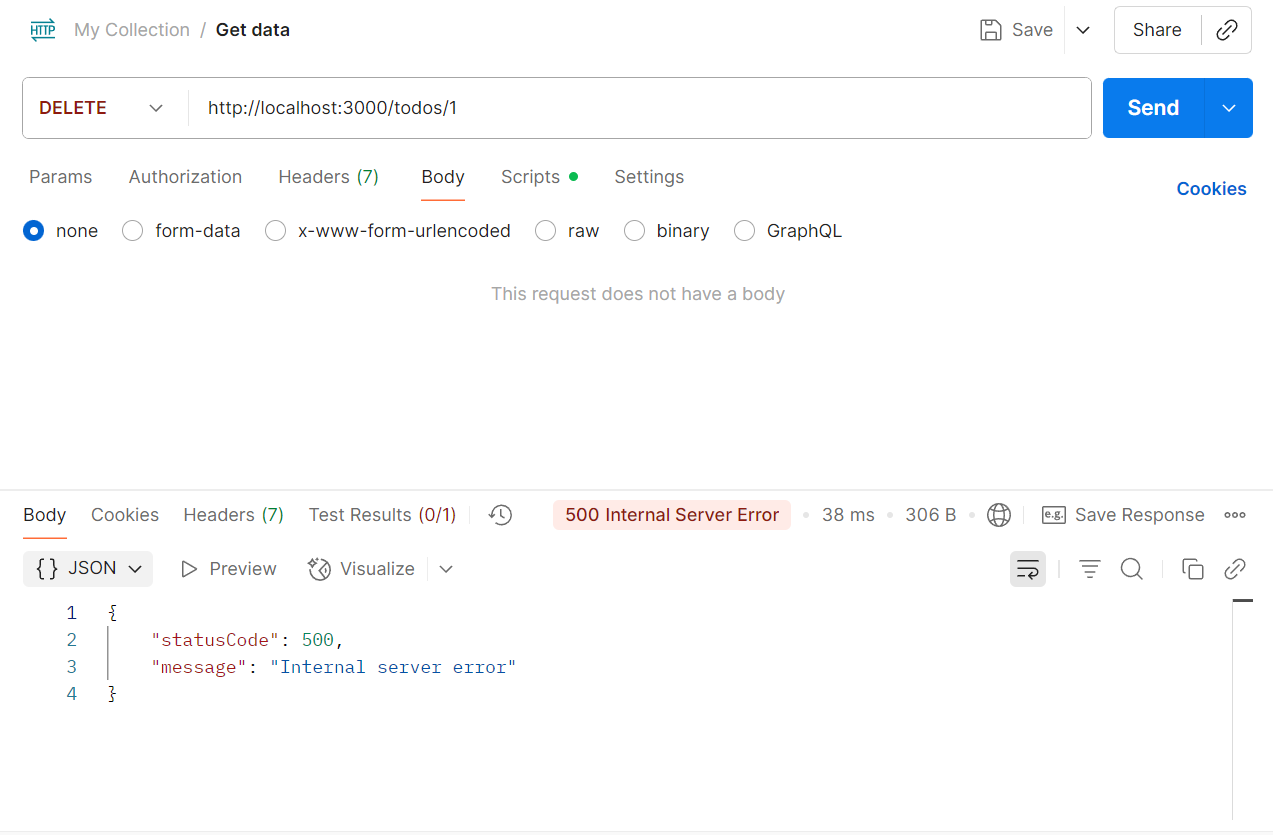 HTTP My Collection / Get data Save Share
DELETE http://localhost:3000/todos/1 Send
Params Authorization Headers (7) Body Scripts Settings Cookies
none form-data x-www-form-urlencoded raw binary GraphQL
This request does not have a body
Body Cookies Headers (7) Test Results (0/1) 500 Internal Server Error 38 ms 306 B e.g. Save Response
{} JSON Preview Visualize
1 {
2 "statusCode": 500,
3 "message": "Internal server error"
4 }